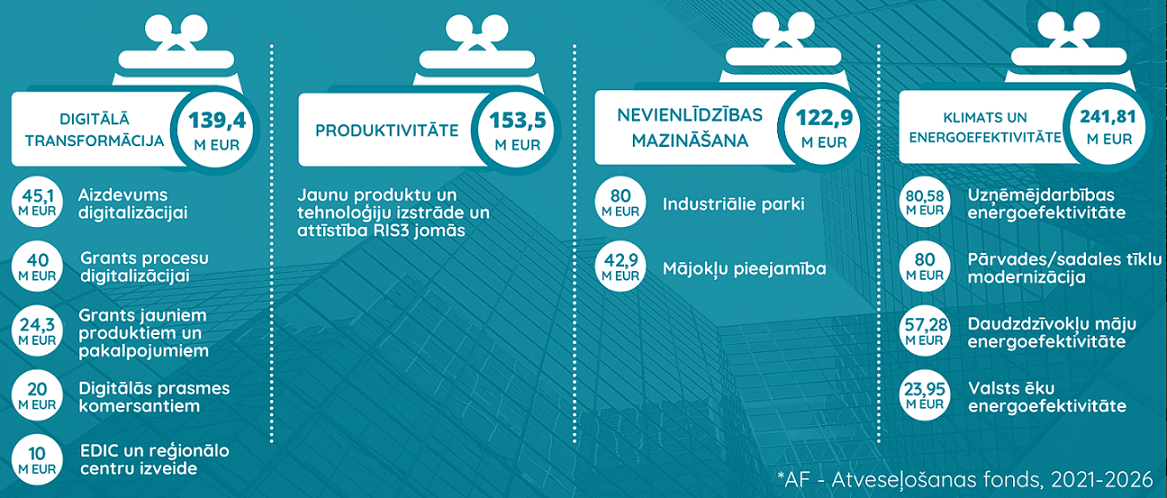 DIGITĀLĀ
TRANSFORMĀCIJA
139,4
M EUR
45,1
M EUR
Aizdevums
digitalizācijai
40
M EUR
Grants procesu
digitalizācijai
24,3
M EUR
Grants jauniem
produktiem un
pakalpojumiem
20
M EUR
Digitālās prasmes
komersantiem
10
M EUR
EDIC un reģionālo
centru izveide
PRODUKTIVITĀTE
153,5
M EUR
Jaunu produktu un
tehnoloģiju izstrāde un
attīstība RIS3 jomās
NEVIENLĪDZĪBAS
MAZINĀŠANA
122,9
M EUR
80
M EUR
Industriālie parki
42,9
M EUR
Mājokļu pieejamība
KLIMATS UN
ENERGOEFEKTIVITĀTE
241,81
M EUR
80,58
M EUR
Uzņēmējdarbības
energoefektivitāte
80
M EUR
Pārvades/sadales tīklu
modernizācija
57,28
M EUR
Daudzdzīvokļu māju
energoefektivitāte
23,95
M EUR
Valsts ēku
energoefektivitāte
*AF - Atveseļošanas fonds, 2021-2026